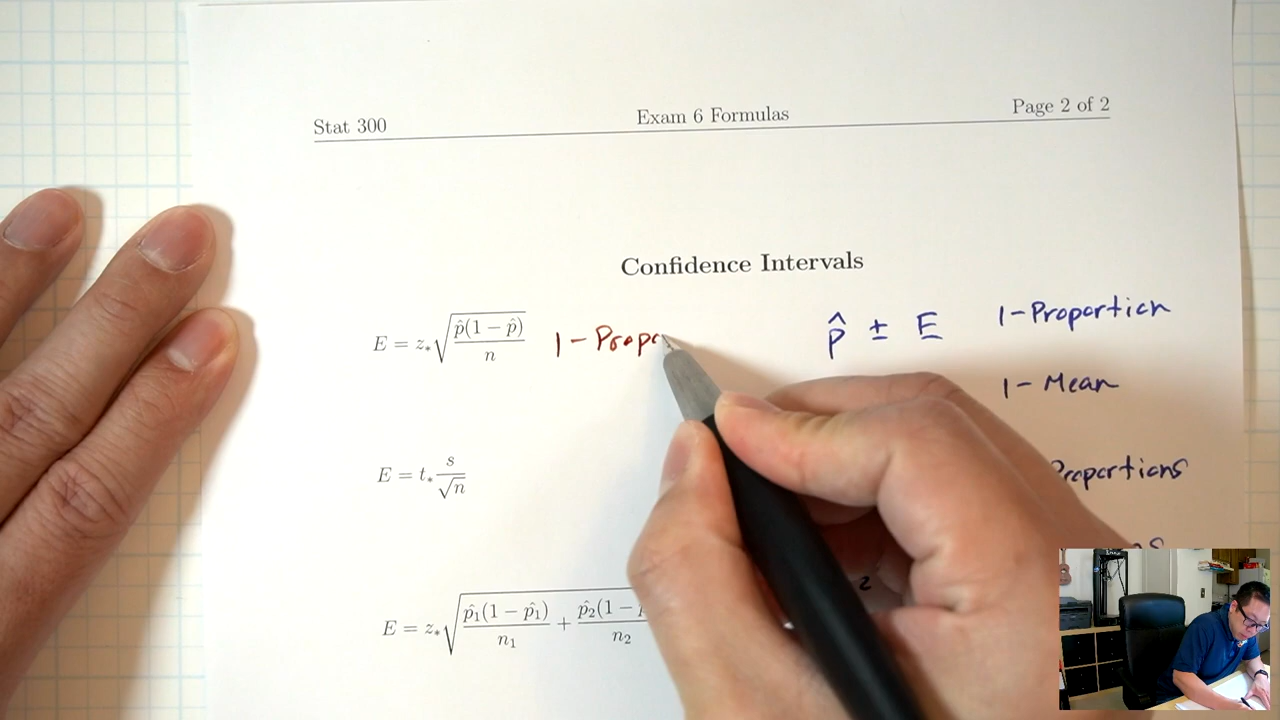 Stat 300 Exam 6 Formulas Page 2 of 2
Confidence Intervals
E = z* √(p̂(1 − p̂)/n) 1-Propo p̂ ± E 1-Proportion
1- Mean
E = t* s/√n Proportions
E = z* √(p̂₁(1 − p̂₁)/n₁ + p̂₂(1 − /n₂ 2